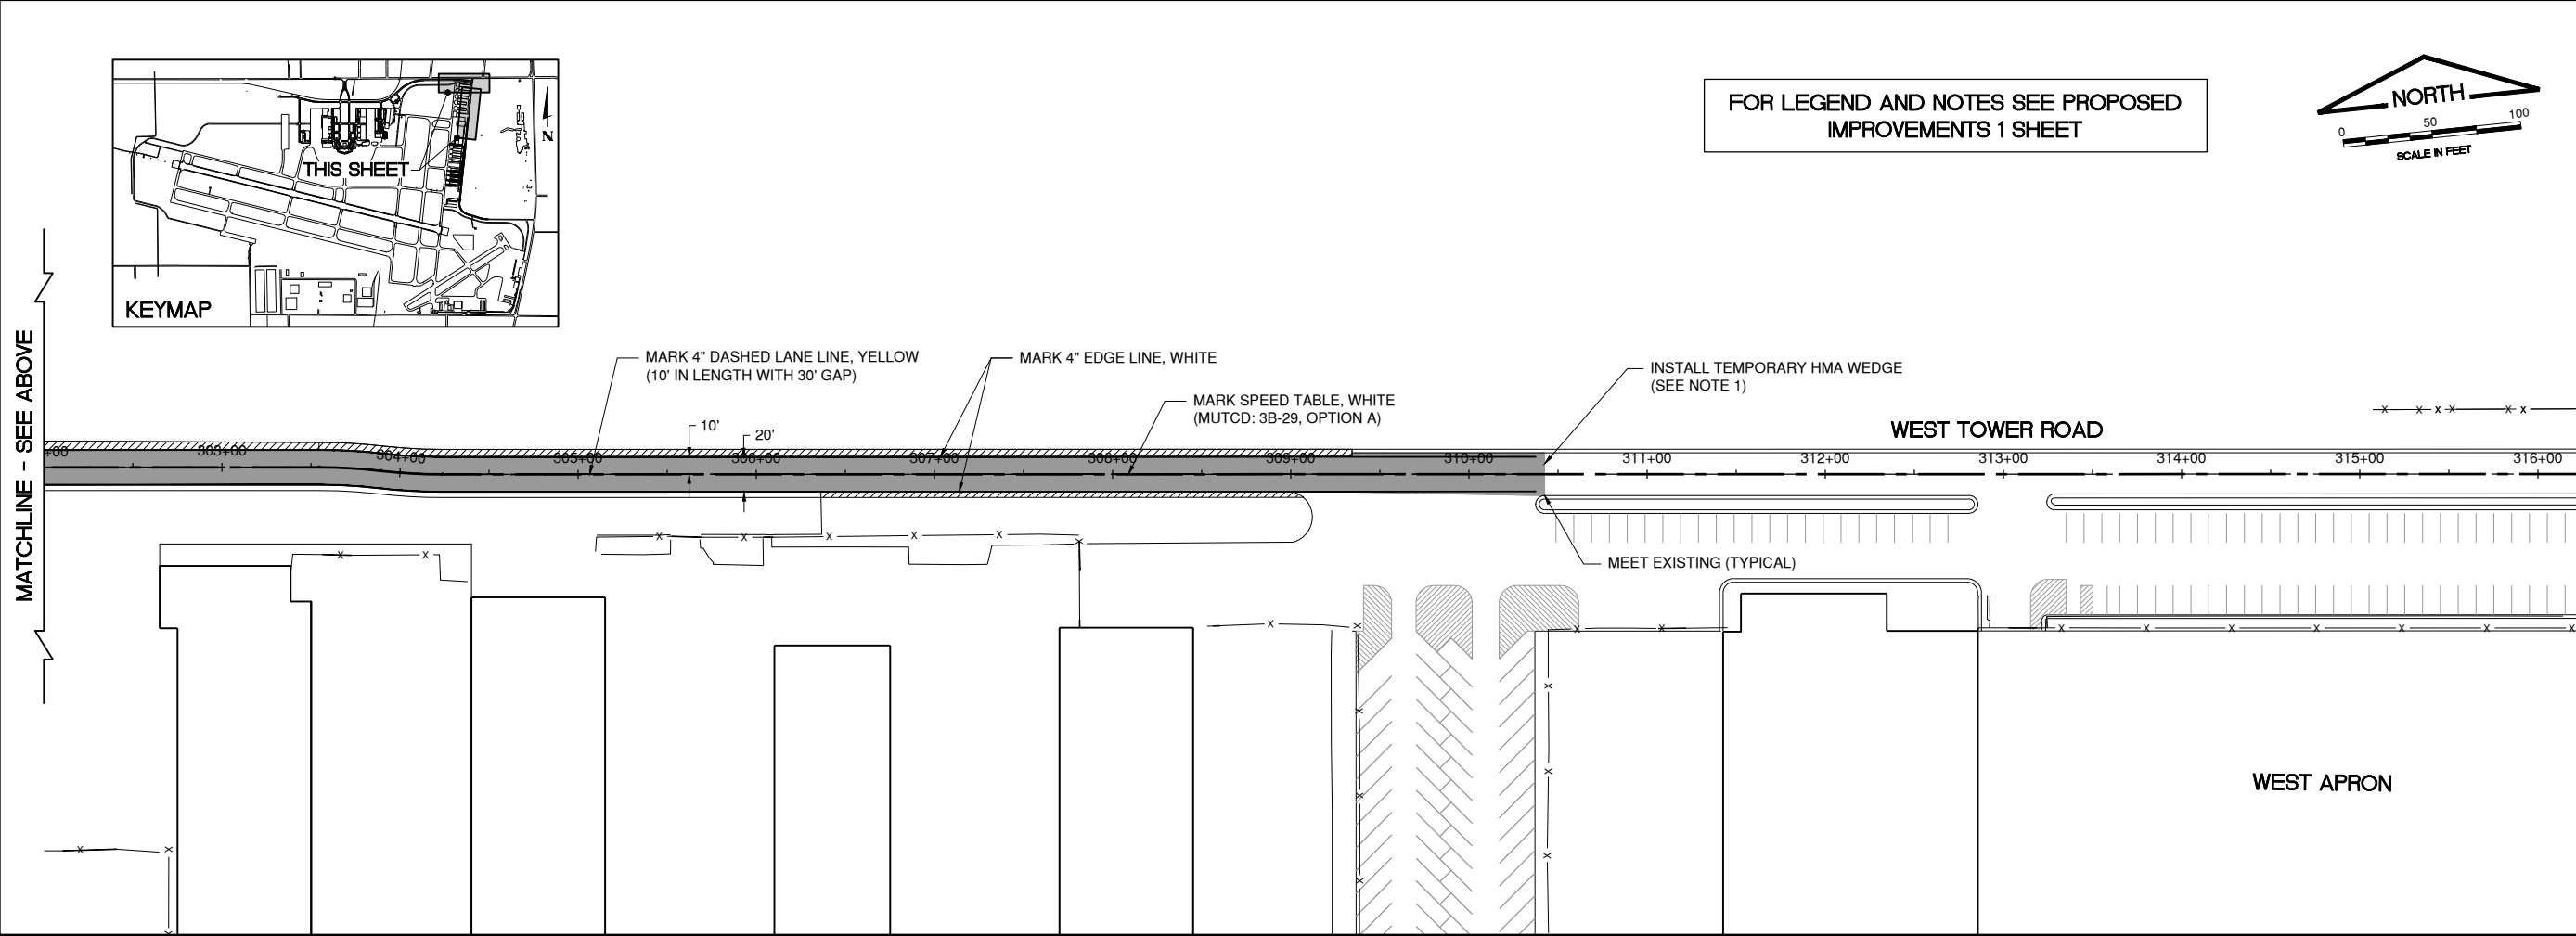 FOR LEGEND AND NOTES SEE PROPOSED
IMPROVEMENTS 1 SHEET
NORTH
0 50 100
SCALE IN FEET
N
THIS SHEET
KEYMAP
MATCHLINE - SEE ABOVE
MARK 4" DASHED LANE LINE, YELLOW
(10' IN LENGTH WITH 30' GAP)
MARK 4" EDGE LINE, WHITE
MARK SPEED TABLE, WHITE
(MUTCD: 3B-29, OPTION A)
INSTALL TEMPORARY HMA WEDGE
(SEE NOTE 1)
WEST TOWER ROAD
10'
20'
+00 303+00 304+00 305+00 306+00 307+00 308+00 309+00 310+00 311+00 312+00 313+00 314+00 315+00 316+00
MEET EXISTING (TYPICAL)
WEST APRON